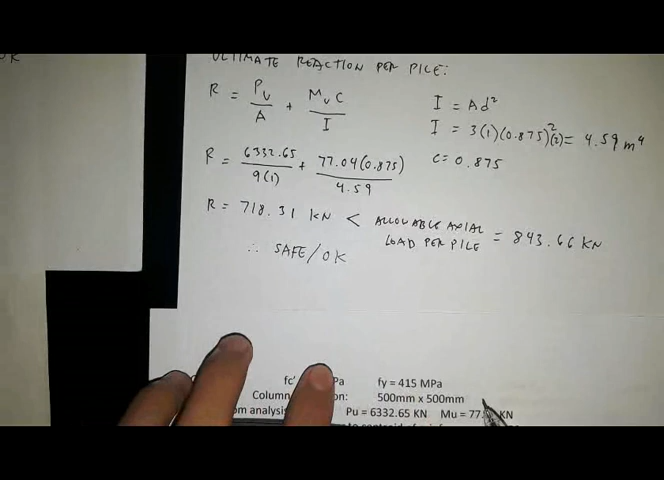 OK
ULTIMATE REACTION PER PILE:
R = Pu/A + Mu C/I
I = Ad²
I = 3(1)(0.875)²(2) = 4.59 m⁴
R = 6332.65/9(1) + 77.04(0.875)/4.59
C = 0.875
R = 718.31 KN < ALLOWABLE AXIAL LOAD PER PILE = 843.66 KN
∴ SAFE/OK
fc' Pa fy = 415 MPa
Column on: 500mm x 500mm
om analysis Pu = 6332.65 KN Mu = 77. KN